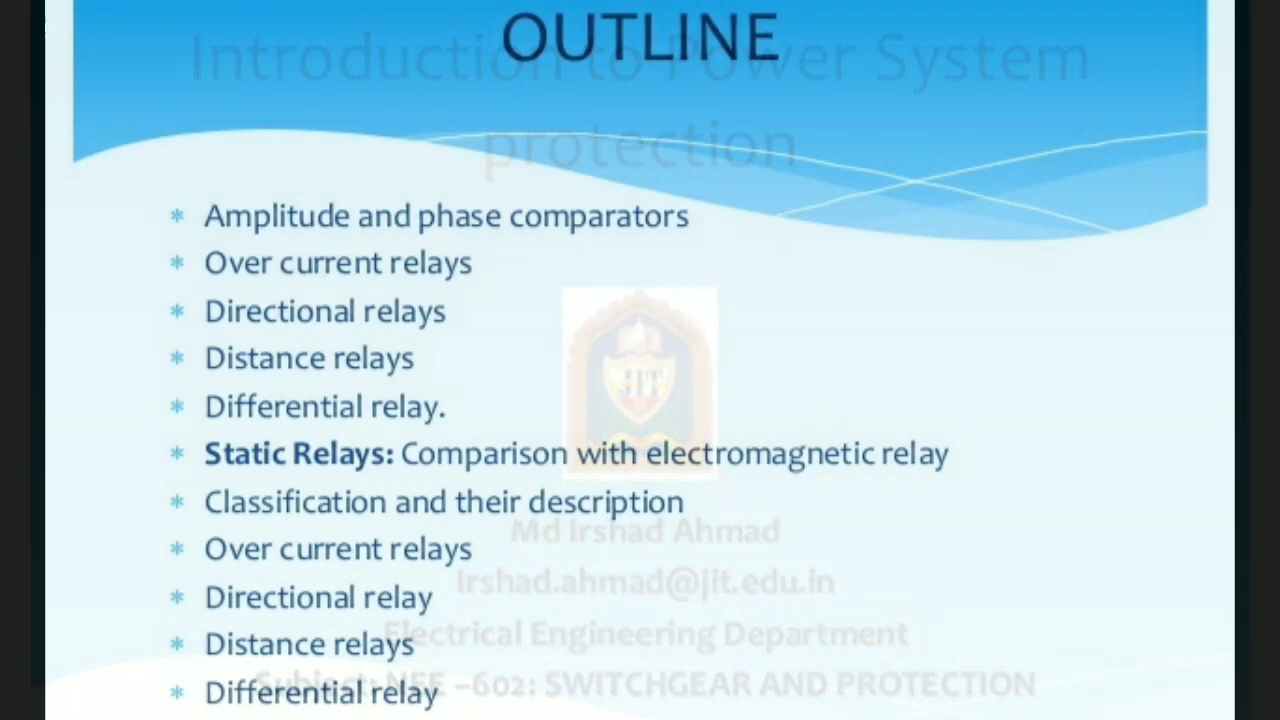 OUTLINE
Introduction to Power System
protection
* Amplitude and phase comparators
* Over current relays
* Directional relays
* Distance relays
* Differential relay.
JIT
* Static Relays: Comparison with electromagnetic relay
* Classification and their description
Md Irshad Ahmad
* Over current relays
Irshad.ahmad@jit.edu.in
* Directional relay
Electrical Engineering Department
* Distance relays
Subject: NEE –602: SWITCHGEAR AND PROTECTION
* Differential relay